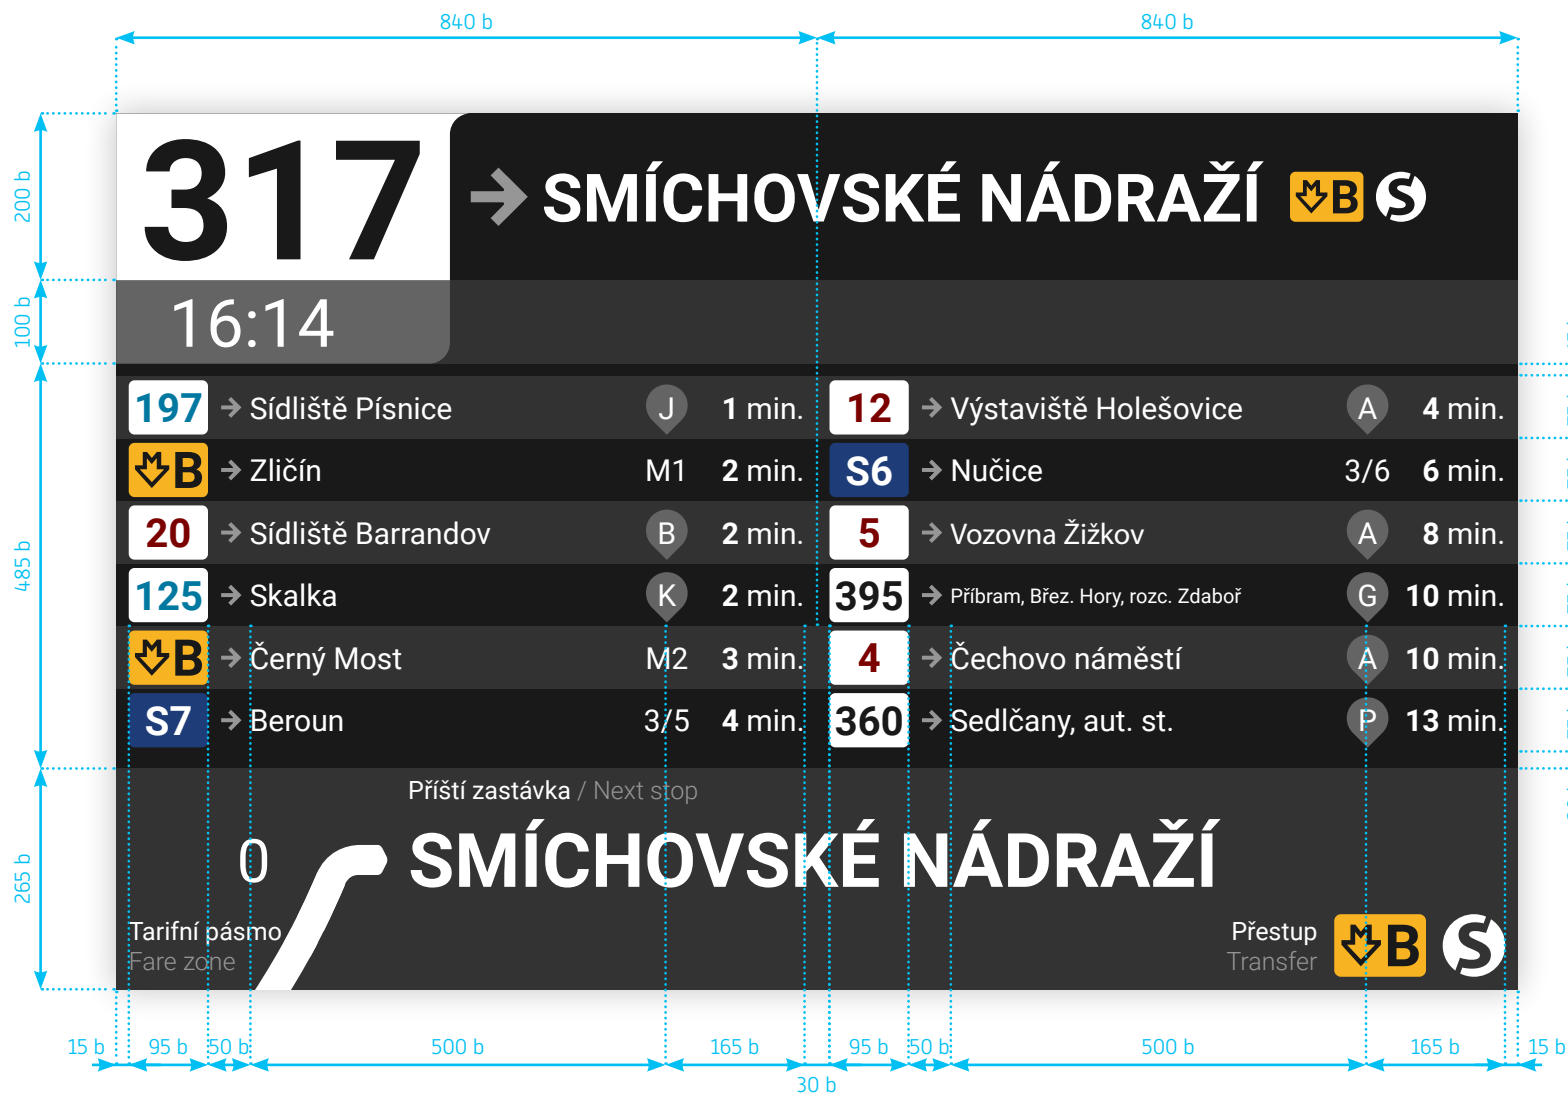 840 b 840 b
200 b
317 → SMÍCHOVSKÉ NÁDRAŽÍ M B S
100 b
16:14
485 b
197 → Sídliště Písnice J 1 min.
M B → Zličín M1 2 min.
20 → Sídliště Barrandov B 2 min.
125 → Skalka K 2 min.
M B → Černý Most M2 3 min.
S7 → Beroun 3/5 4 min.
12 → Výstaviště Holešovice A 4 min.
S6 → Nučice 3/6 6 min.
5 → Vozovna Žižkov A 8 min.
395 → Příbram, Břez. Hory, rozc. Zdaboř G 10 min.
4 → Čechovo náměstí A 10 min.
360 → Sedlčany, aut. st. P 13 min.
265 b
Příští zastávka / Next stop
0 SMÍCHOVSKÉ NÁDRAŽÍ
Tarifní pásmo
Fare zone
Přestup
Transfer
M B S
15 b 95 b 50 b 500 b 165 b 95 b 50 b 500 b 165 b 15 b
30 b